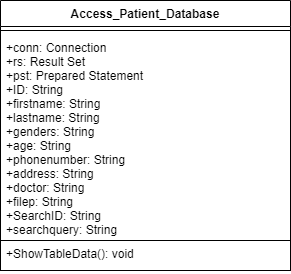 Access_Patient_Database
+conn: Connection
+rs: Result Set
+pst: Prepared Statement
+ID: String
+firstname: String
+lastname: String
+genders: String
+age: String
+phonenumber: String
+address: String
+doctor: String
+filep: String
+SearchID: String
+searchquery: String
+ShowTableData(): void